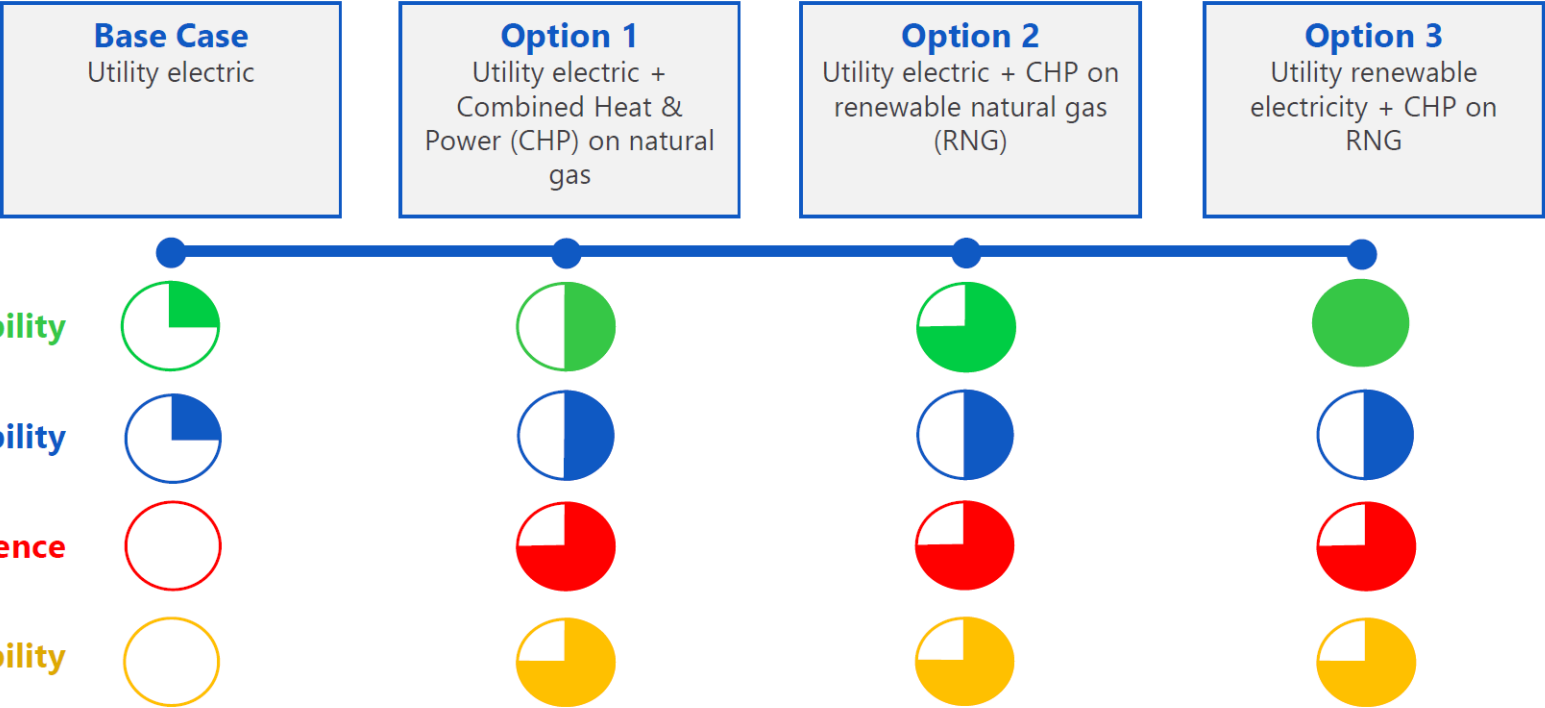 Base Case
Utility electric
Option 1
Utility electric +
Combined Heat &
Power (CHP) on natural
gas
Option 2
Utility electric + CHP on
renewable natural gas
(RNG)
Option 3
Utility renewable
electricity + CHP on
RNG
bility
bility
ence
bility